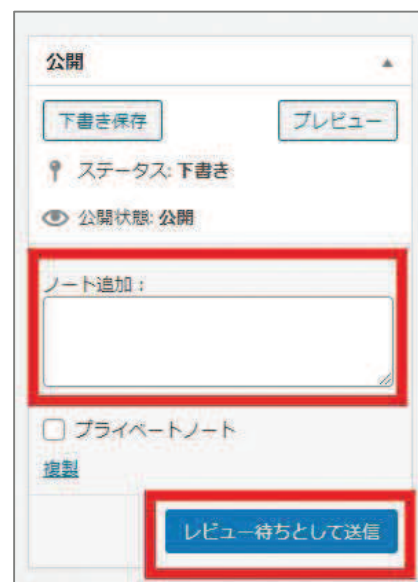 公開
下書き保存 プレビュー
ステータス: 下書き
公開状態: 公開
ノート追加：
プライベートノート
複製
レビュー待ちとして送信